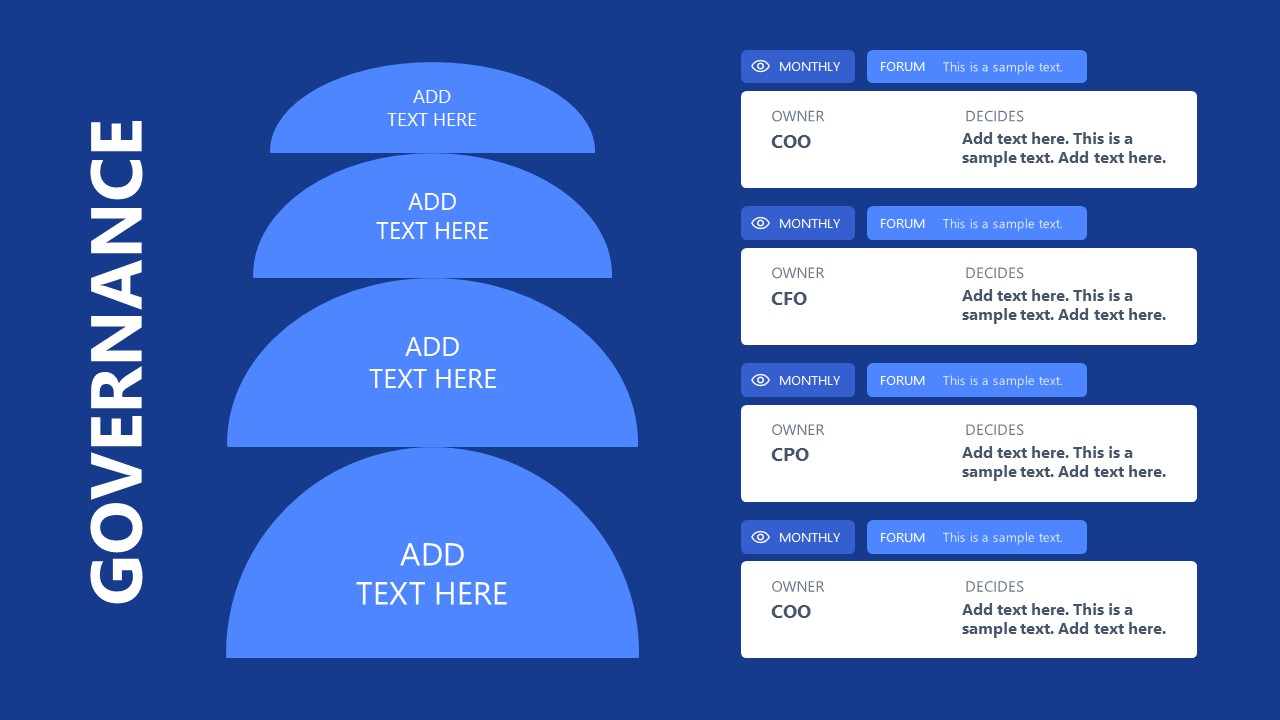 GOVERNANCE
ADD
TEXT HERE
ADD
TEXT HERE
ADD
TEXT HERE
ADD
TEXT HERE
MONTHLY
FORUM This is a sample text.
OWNER
COO
DECIDES
Add text here. This is a
sample text. Add text here.
MONTHLY
FORUM This is a sample text.
OWNER
CFO
DECIDES
Add text here. This is a
sample text. Add text here.
MONTHLY
FORUM This is a sample text.
OWNER
CPO
DECIDES
Add text here. This is a
sample text. Add text here.
MONTHLY
FORUM This is a sample text.
OWNER
COO
DECIDES
Add text here. This is a
sample text. Add text here.